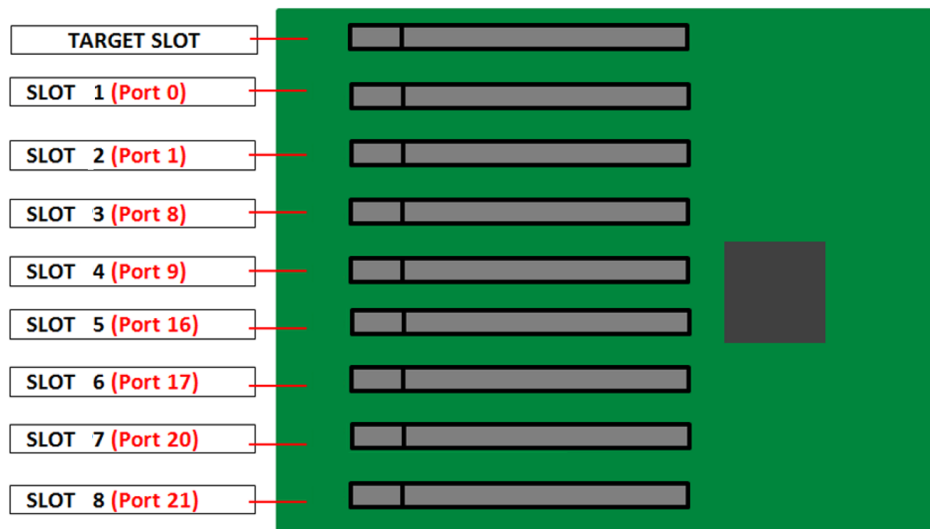 TARGET SLOT
SLOT 1 (Port 0)
SLOT 2 (Port 1)
SLOT 3 (Port 8)
SLOT 4 (Port 9)
SLOT 5 (Port 16)
SLOT 6 (Port 17)
SLOT 7 (Port 20)
SLOT 8 (Port 21)